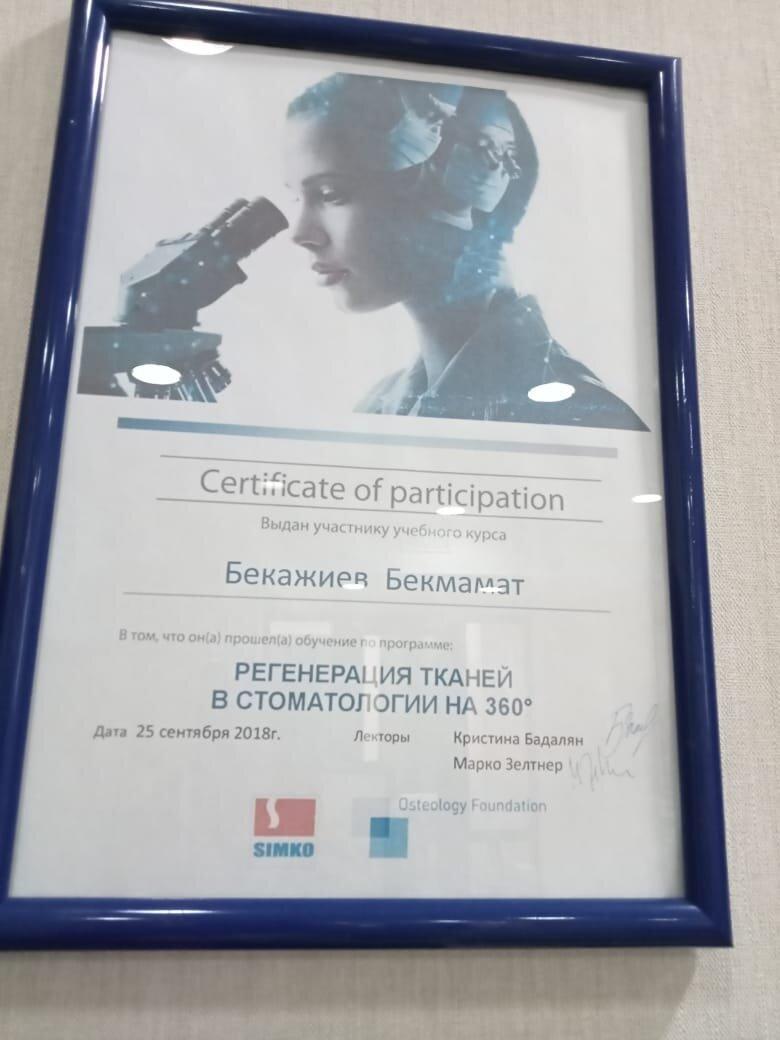 Certificate of participation
Выдан участнику учебного курса
Бекажиев Бекмамат
В том, что он(а) прошел(а) обучение по программе:
РЕГЕНЕРАЦИЯ ТКАНЕЙ
В СТОМАТОЛОГИИ НА 360°
Дата 25 сентября 2018г. Лекторы Кристина Бадалян
Марко Зелтнер
SIMKO Osteology Foundation